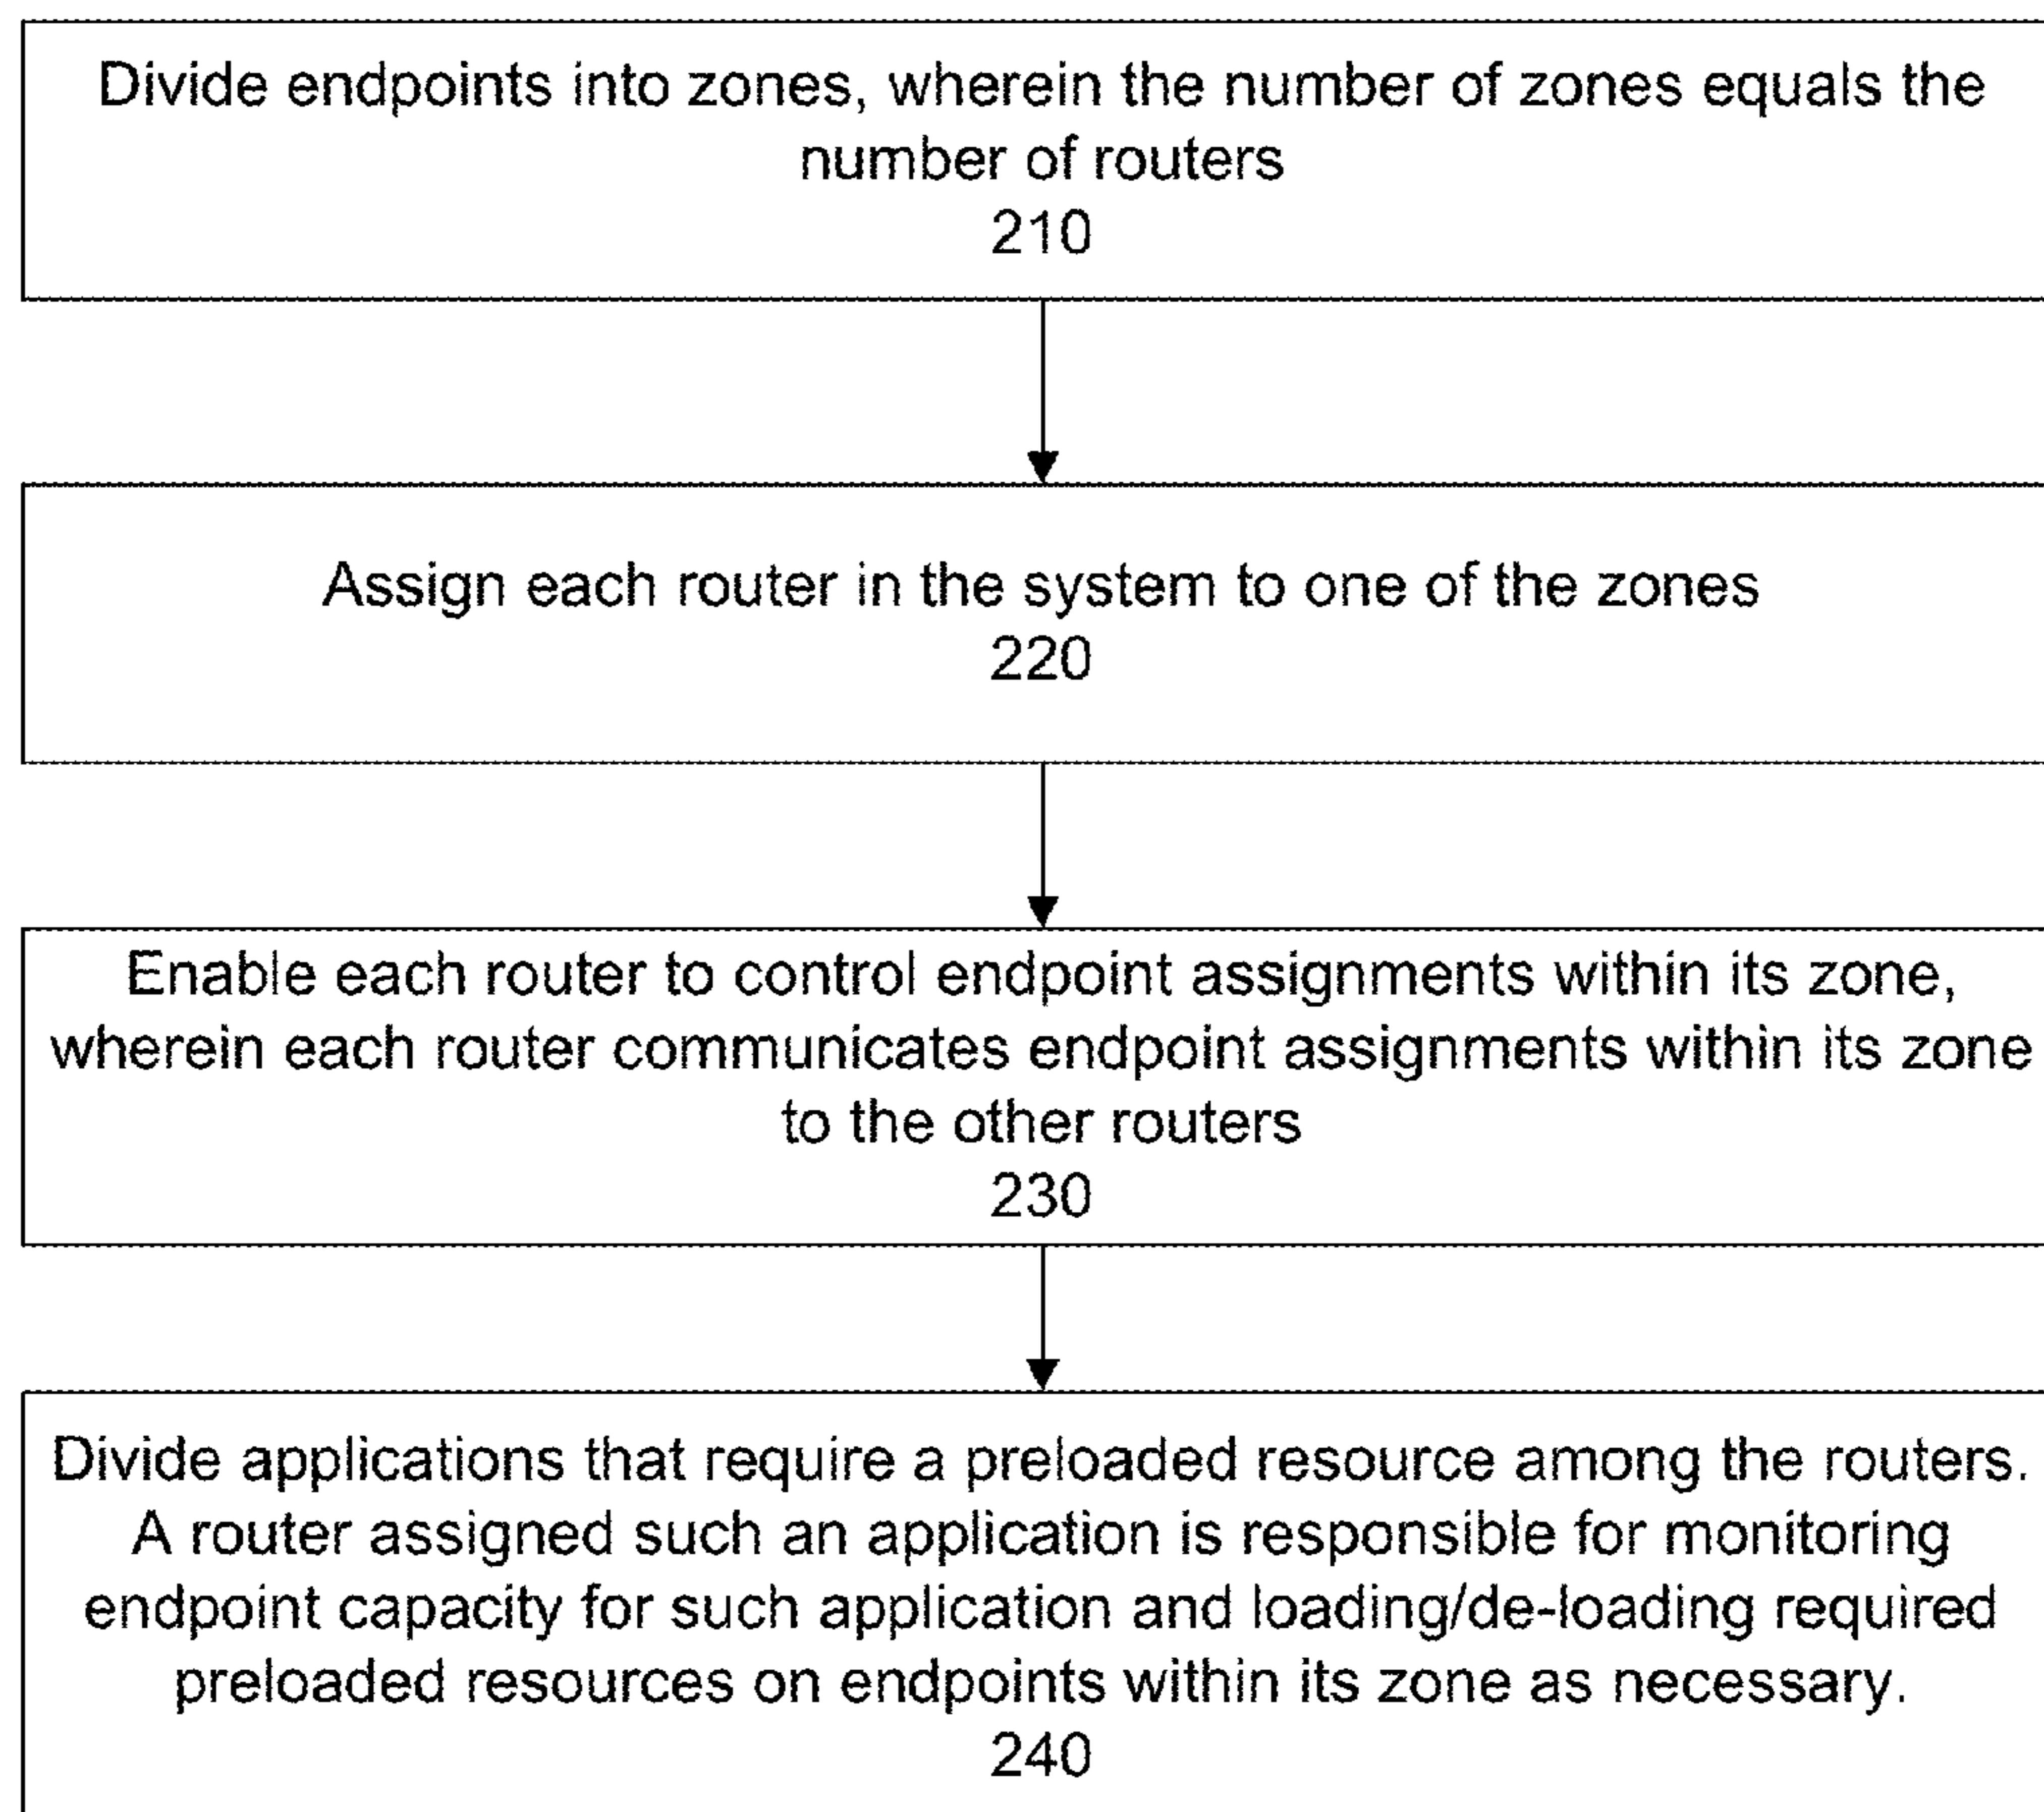 Divide endpoints into zones, wherein the number of zones equals the
number of routers
210
Assign each router in the system to one of the zones
220
Enable each router to control endpoint assignments within its zone,
wherein each router communicates endpoint assignments within its zone
to the other routers
230
Divide applications that require a preloaded resource among the routers.
A router assigned such an application is responsible for monitoring
endpoint capacity for such application and loading/de-loading required
preloaded resources on endpoints within its zone as necessary.
240